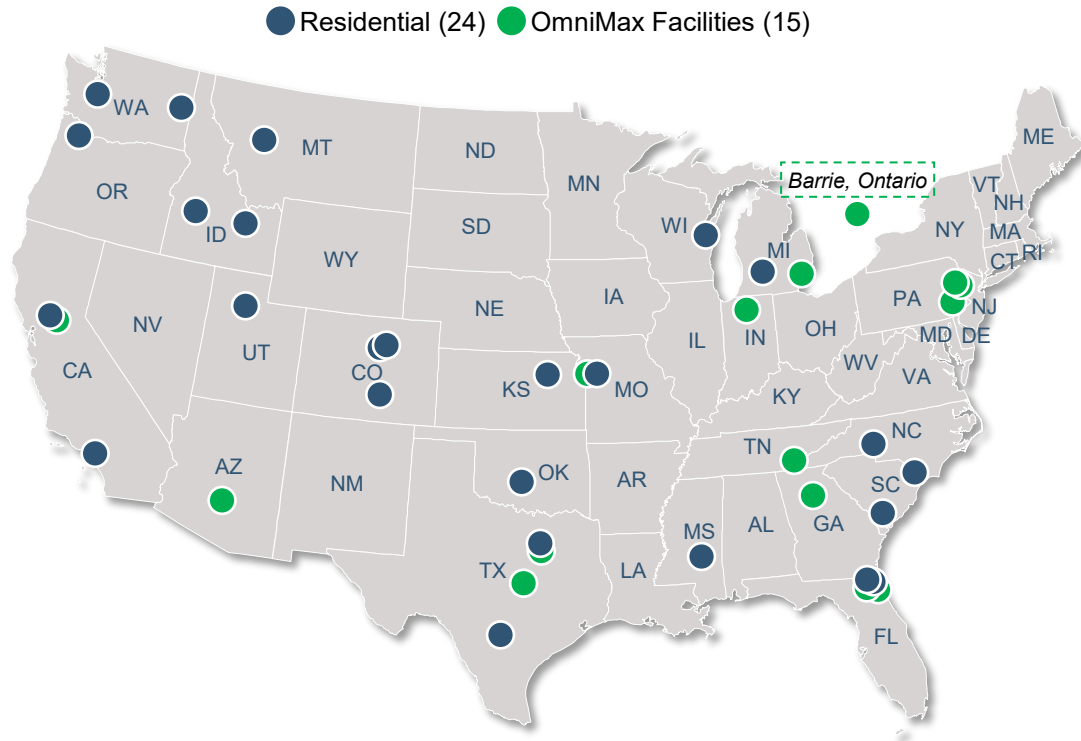 Residential (24) OmniMax Facilities (15)
WA
MT
ND
MN
ME
Barrie, Ontario
VT
NH
OR
ID
SD
WI
MI
NY
MA
CT
RI
WY
IA
NE
PA
NJ
NV
UT
IL
IN
OH
MD
DE
CA
CO
KS
MO
WV
VA
KY
NC
TN
AZ
NM
OK
AR
SC
MS
AL
GA
TX
LA
FL